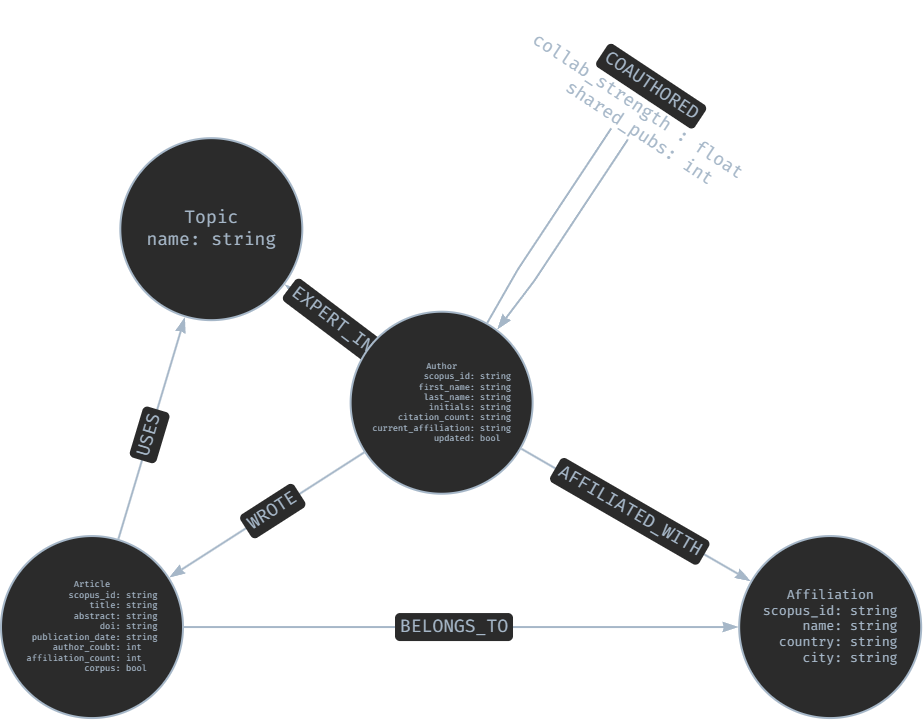 COAUTHORED
collab_strength : float
shared_pubs: int
Topic
name: string
EXPERT_IN
Author
scopus_id: string
first_name: string
last_name: string
initials: string
citation_count: string
current_affiliation: string
updated: bool
USES
WROTE
AFFILIATED_WITH
Article
scopus_id: string
title: string
abstract: string
doi: string
publication_date: string
author_coubt: int
affiliation_count: int
corpus: bool
BELONGS_TO
Affiliation
scopus_id: string
name: string
country: string
city: string